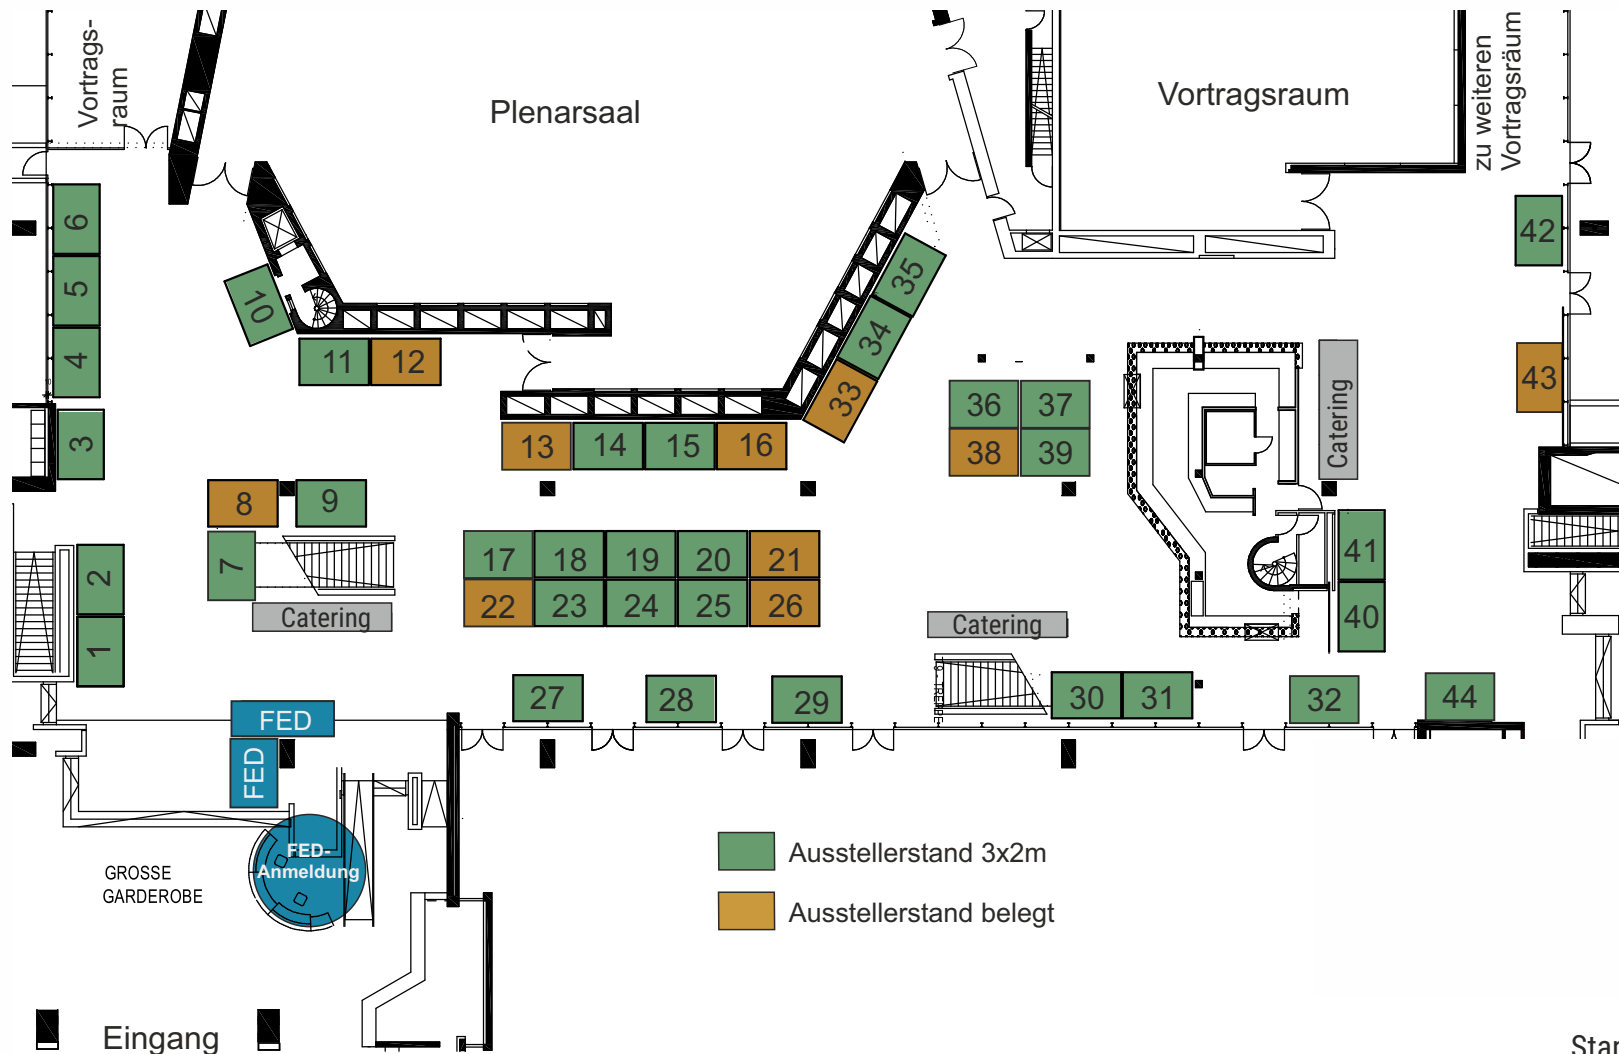 Vortrags-
raum
Plenarsaal
Vortragsraum
zu weiteren
Vortragsräum
6
5
4
3
2
1
10
11 12
13 14 15 16
33
34
35
36 37
38 39
42
43
Catering
8 9
7
Catering
17 18 19 20 21
22 23 24 25 26
Catering
41
40
27 28 29 30 31 32 44
FED
FED
FED-
Anmeldung
GROSSE
GARDEROBE
Ausstellerstand 3x2m
Ausstellerstand belegt
Eingang
Star